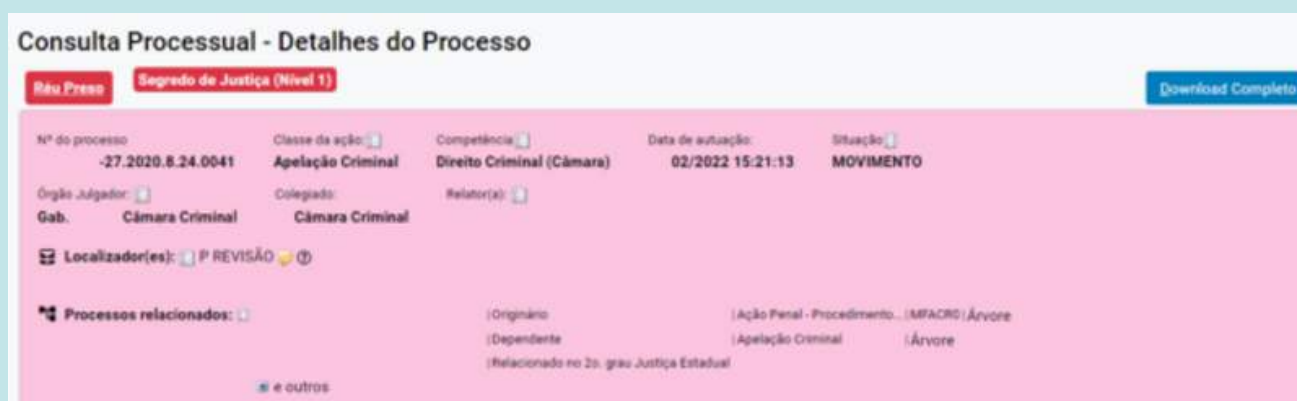 Consulta Processual - Detalhes do Processo
Réu Preso Segredo de Justiça (Nível 1) Download Completo
Nº do processo Classe da ação: Competência: Data de autuação: Situação:
-27.2020.8.24.0041 Apelação Criminal Direito Criminal (Câmara) 02/2022 15:21:13 MOVIMENTO
Órgão Julgador: Colegiado: Relator(a):
Gab. Câmara Criminal Câmara Criminal
Localizador(es): P REVISÃO
Processos relacionados: |Originário |Ação Penal - Procedimento... |MFACR0 |Árvore
|Dependente |Apelação Criminal |Árvore
|Relacionado no 2o. grau Justiça Estadual
e outros